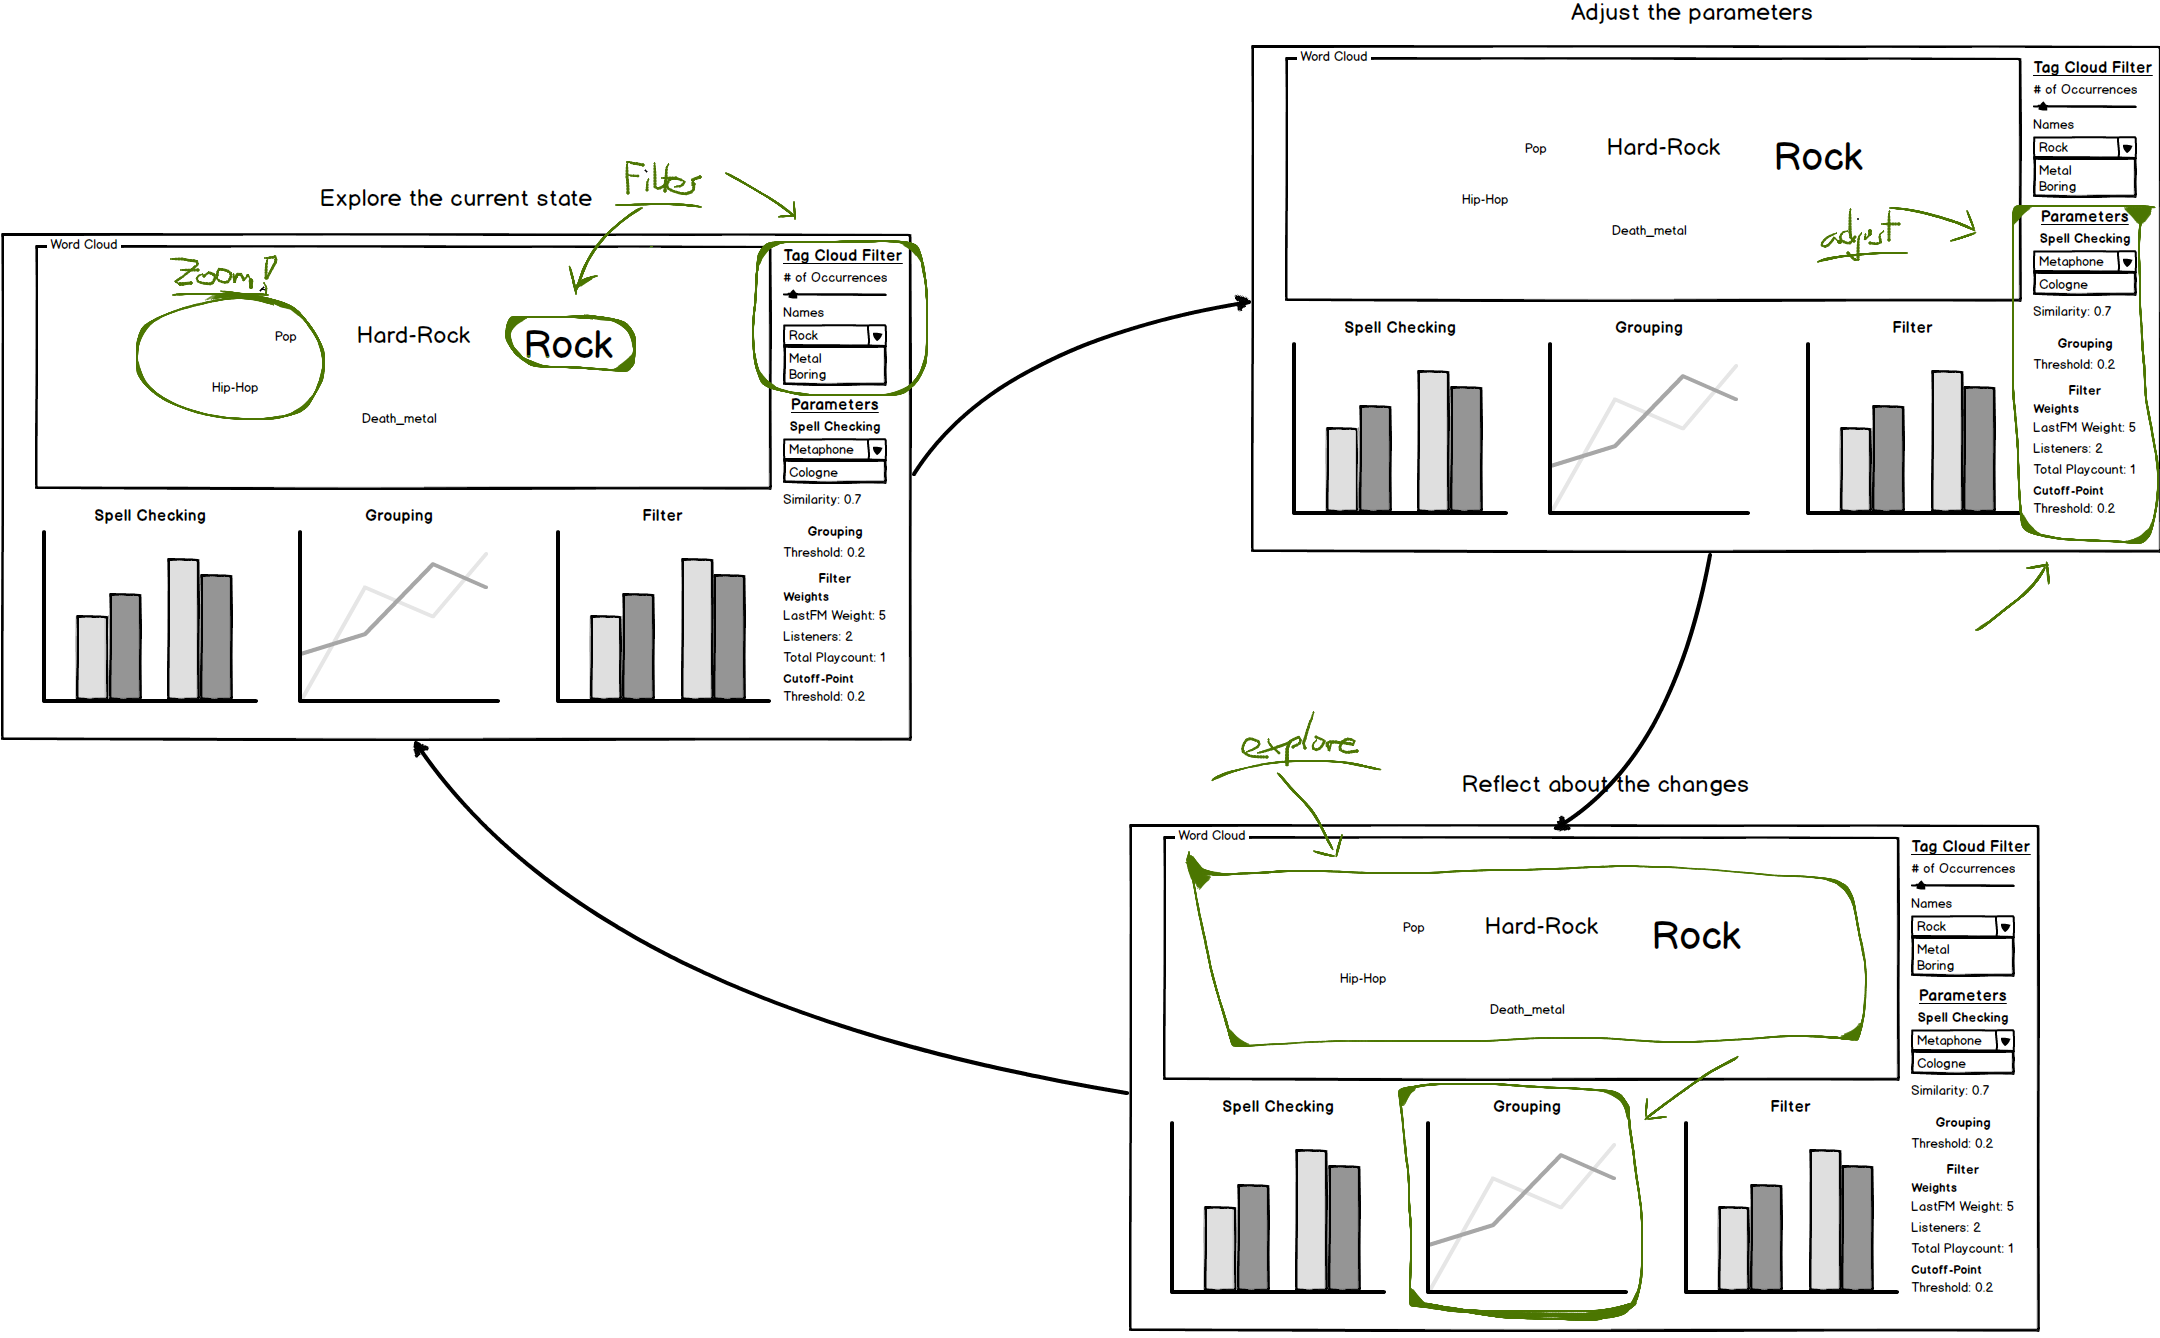 Adjust the parameters
Word Cloud
Pop
Hard-Rock
Rock
Hip-Hop
Death_metal
Tag Cloud Filter
# of Occurrences
Names
Rock
Metal
Boring
adjust
Parameters
Spell Checking
Metaphone
Cologne
Similarity: 0.7
Grouping
Threshold: 0.2
Filter
Weights
LastFM Weight: 5
Listeners: 2
Total Playcount: 1
Cutoff-Point
Threshold: 0.2
Spell Checking
Grouping
Filter
Explore the current state
Filter
Word Cloud
Zoom!
Pop
Hard-Rock
Rock
Hip-Hop
Death_metal
Tag Cloud Filter
# of Occurrences
Names
Rock
Metal
Boring
Parameters
Spell Checking
Metaphone
Cologne
Similarity: 0.7
Grouping
Threshold: 0.2
Filter
Weights
LastFM Weight: 5
Listeners: 2
Total Playcount: 1
Cutoff-Point
Threshold: 0.2
Spell Checking
Grouping
Filter
explore
Reflect about the changes
Word Cloud
Pop
Hard-Rock
Rock
Hip-Hop
Death_metal
Tag Cloud Filter
# of Occurrences
Names
Rock
Metal
Boring
Parameters
Spell Checking
Metaphone
Cologne
Similarity: 0.7
Grouping
Threshold: 0.2
Filter
Weights
LastFM Weight: 5
Listeners: 2
Total Playcount: 1
Cutoff-Point
Threshold: 0.2
Spell Checking
Grouping
Filter